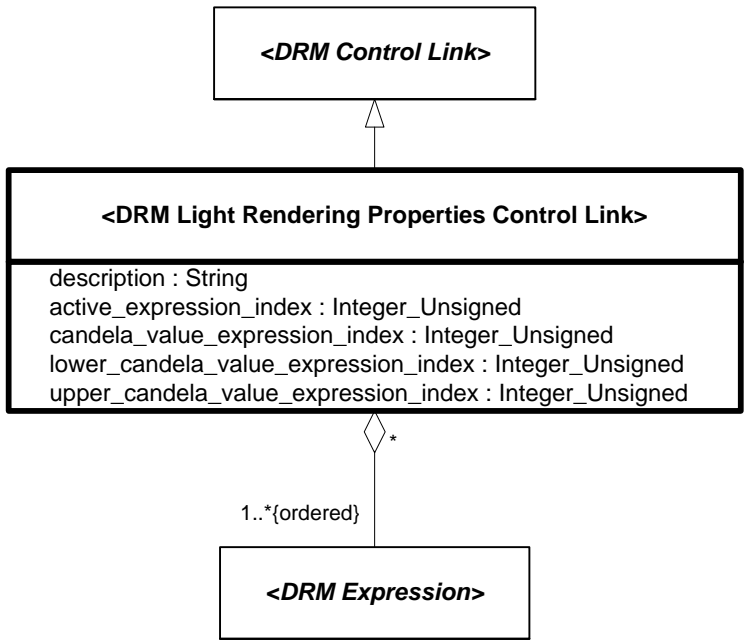 <DRM Control Link>
<DRM Light Rendering Properties Control Link>
description : String
active_expression_index : Integer_Unsigned
candela_value_expression_index : Integer_Unsigned
lower_candela_value_expression_index : Integer_Unsigned
upper_candela_value_expression_index : Integer_Unsigned
*
1..*{ordered}
<DRM Expression>